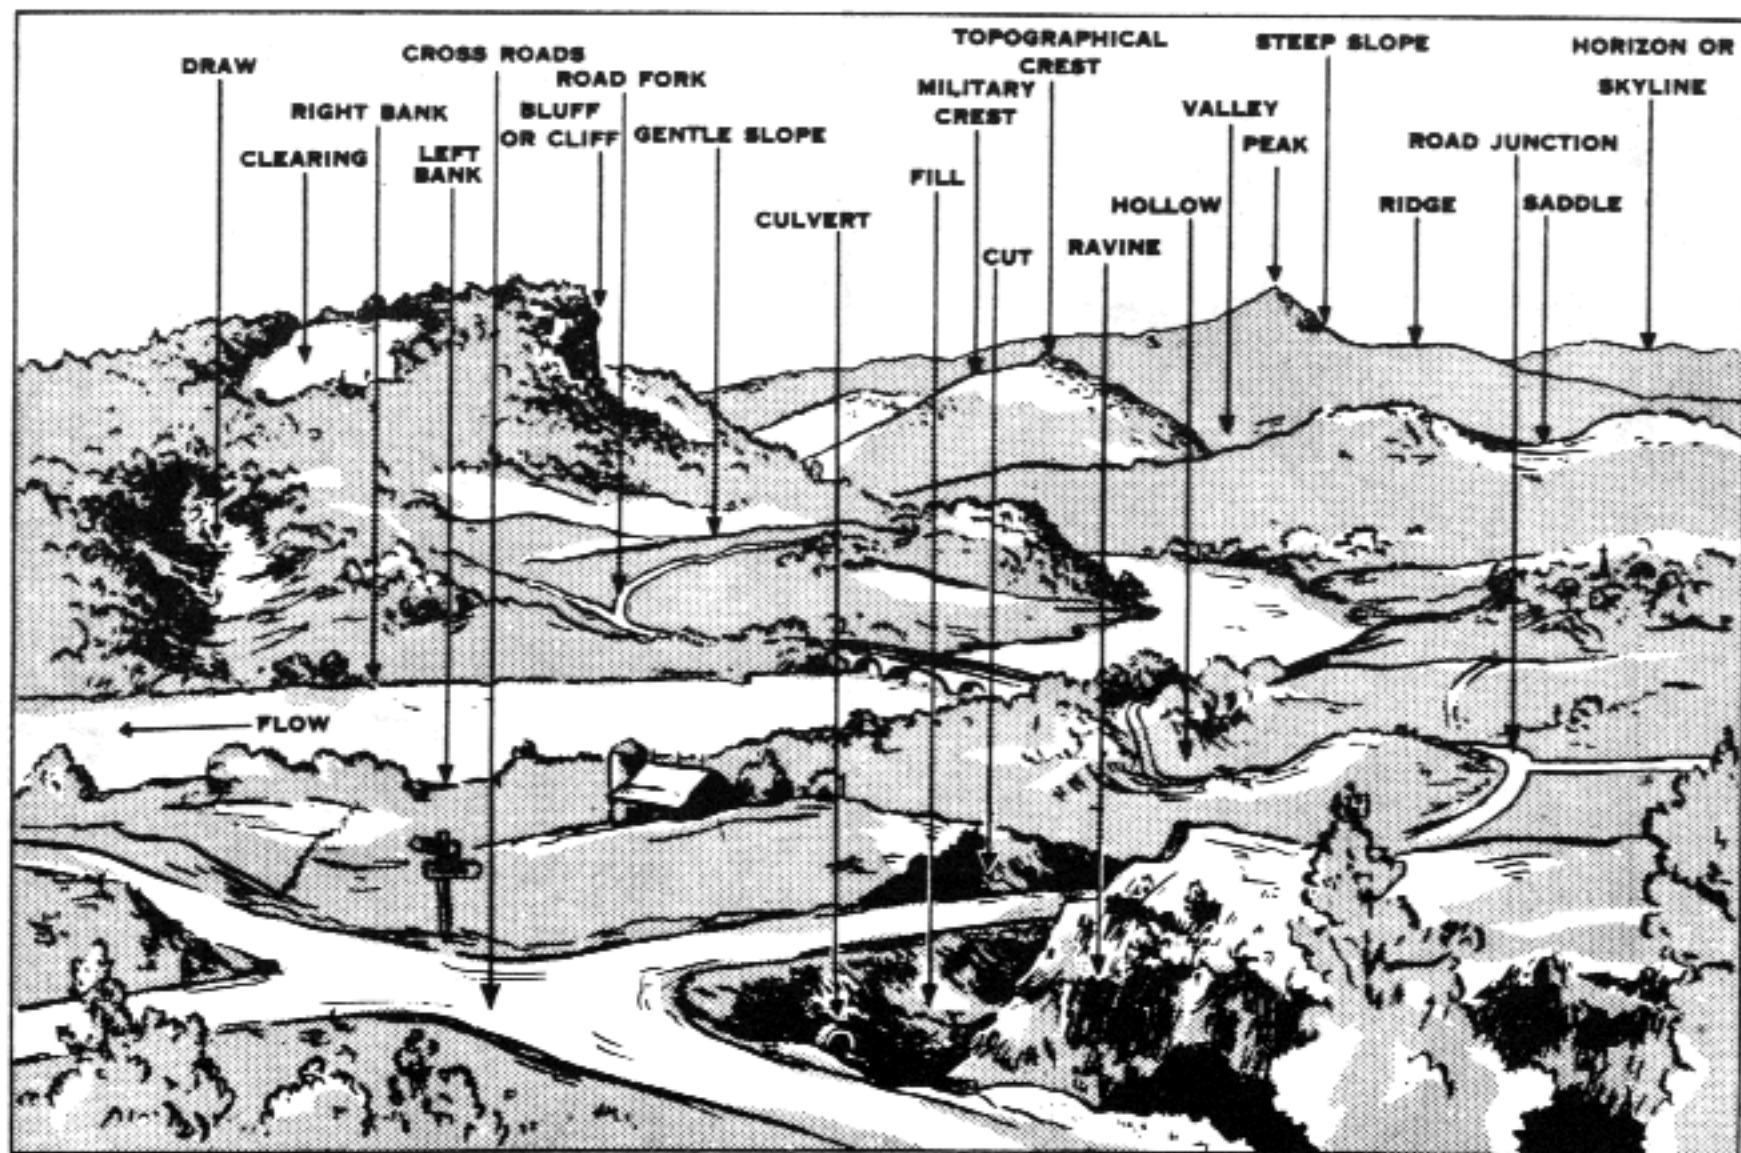 DRAW
CROSS ROADS
ROAD FORK
RIGHT BANK
BLUFF
OR CLIFF
CLEARING
LEFT
BANK
GENTLE SLOPE
CULVERT
FILL
MILITARY
CREST
TOPOGRAPHICAL
CREST
CUT
RAVINE
HOLLOW
VALLEY
PEAK
STEEP SLOPE
RIDGE
ROAD JUNCTION
SADDLE
HORIZON OR
SKYLINE
FLOW